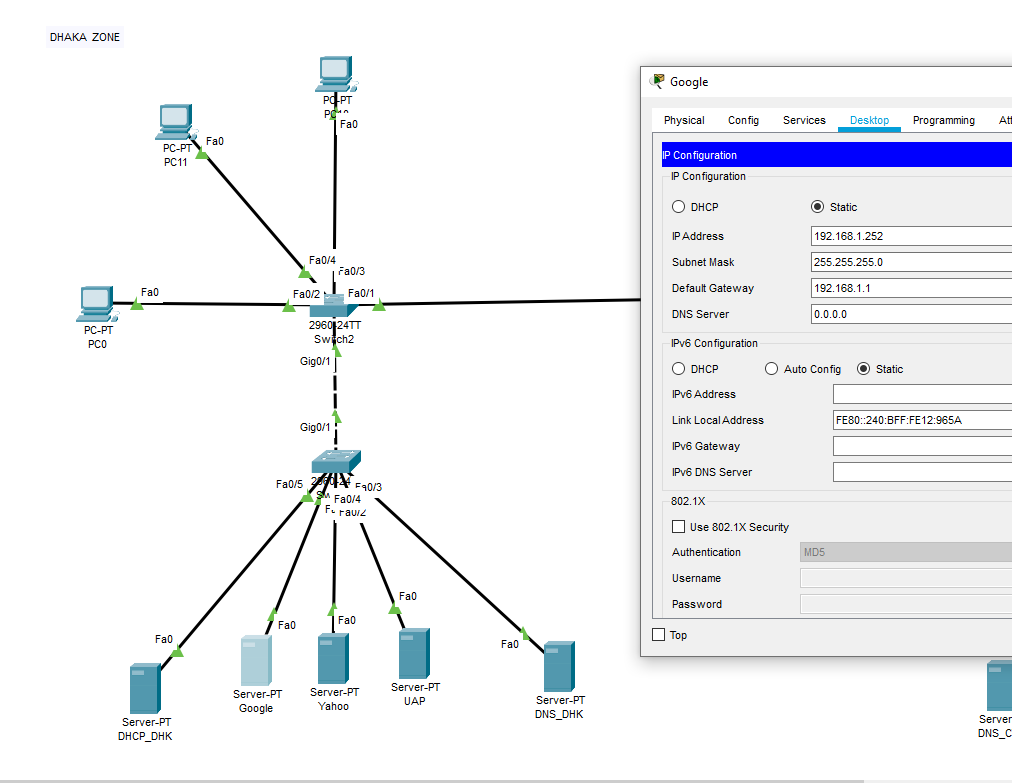 DHAKA ZONE
PC-PT
Fa0
PC-PT
PC11
Fa0
Fa0/4
Fa0/3
Fa0
Fa0/2
Fa0/1
PC-PT
PC0
2960-24TT
Switch2
Gig0/1
Gig0/1
Fa0/5
Fa0/3
Fa0/4
Fa0/2
Fa0
Fa0
Fa0
Fa0
Fa0
Server-PT
DHCP_DHK
Server-PT
Google
Server-PT
Yahoo
Server-PT
UAP
Server-PT
DNS_DHK
Google
Physical Config Services Desktop Programming
IP Configuration
IP Configuration
DHCP Static
IP Address 192.168.1.252
Subnet Mask 255.255.255.0
Default Gateway 192.168.1.1
DNS Server 0.0.0.0
IPv6 Configuration
DHCP Auto Config Static
IPv6 Address
Link Local Address FE80::240:BFF:FE12:965A
IPv6 Gateway
IPv6 DNS Server
802.1X
Use 802.1X Security
Authentication MD5
Username
Password
Top
Server
DNS_C